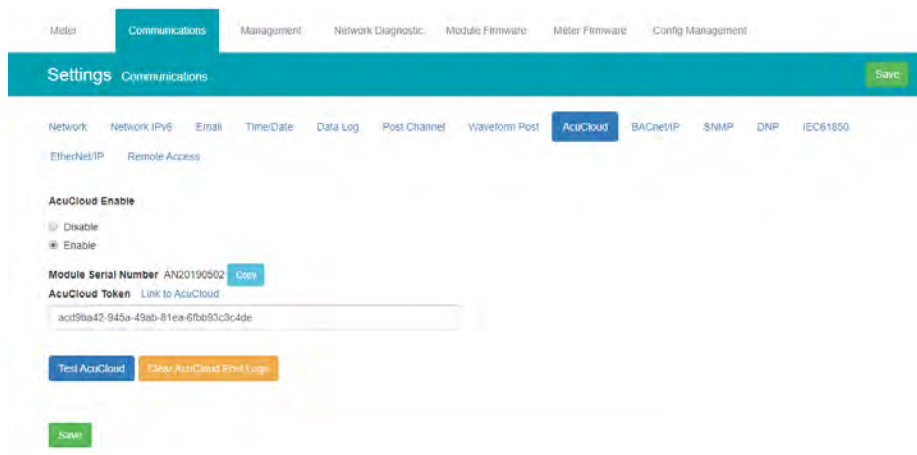 Meter Communications Management Network Diagnostic Module Firmware Meter Firmware Config Management
Settings Communications Save
Network Network IPv6 Email Time/Date Data Log Post Channel Waveform Post AcuCloud BACnet/IP SNMP DNP IEC61850
EtherNet/IP Remote Access
AcuCloud Enable
Disable
Enable
Module Serial Number AN20190502 Copy
AcuCloud Token Link to AcuCloud
acd9ba42-945a-49ab-81ea-6fbb93c3c4de
Test AcuCloud Clear AcuCloud Post Logs
Save